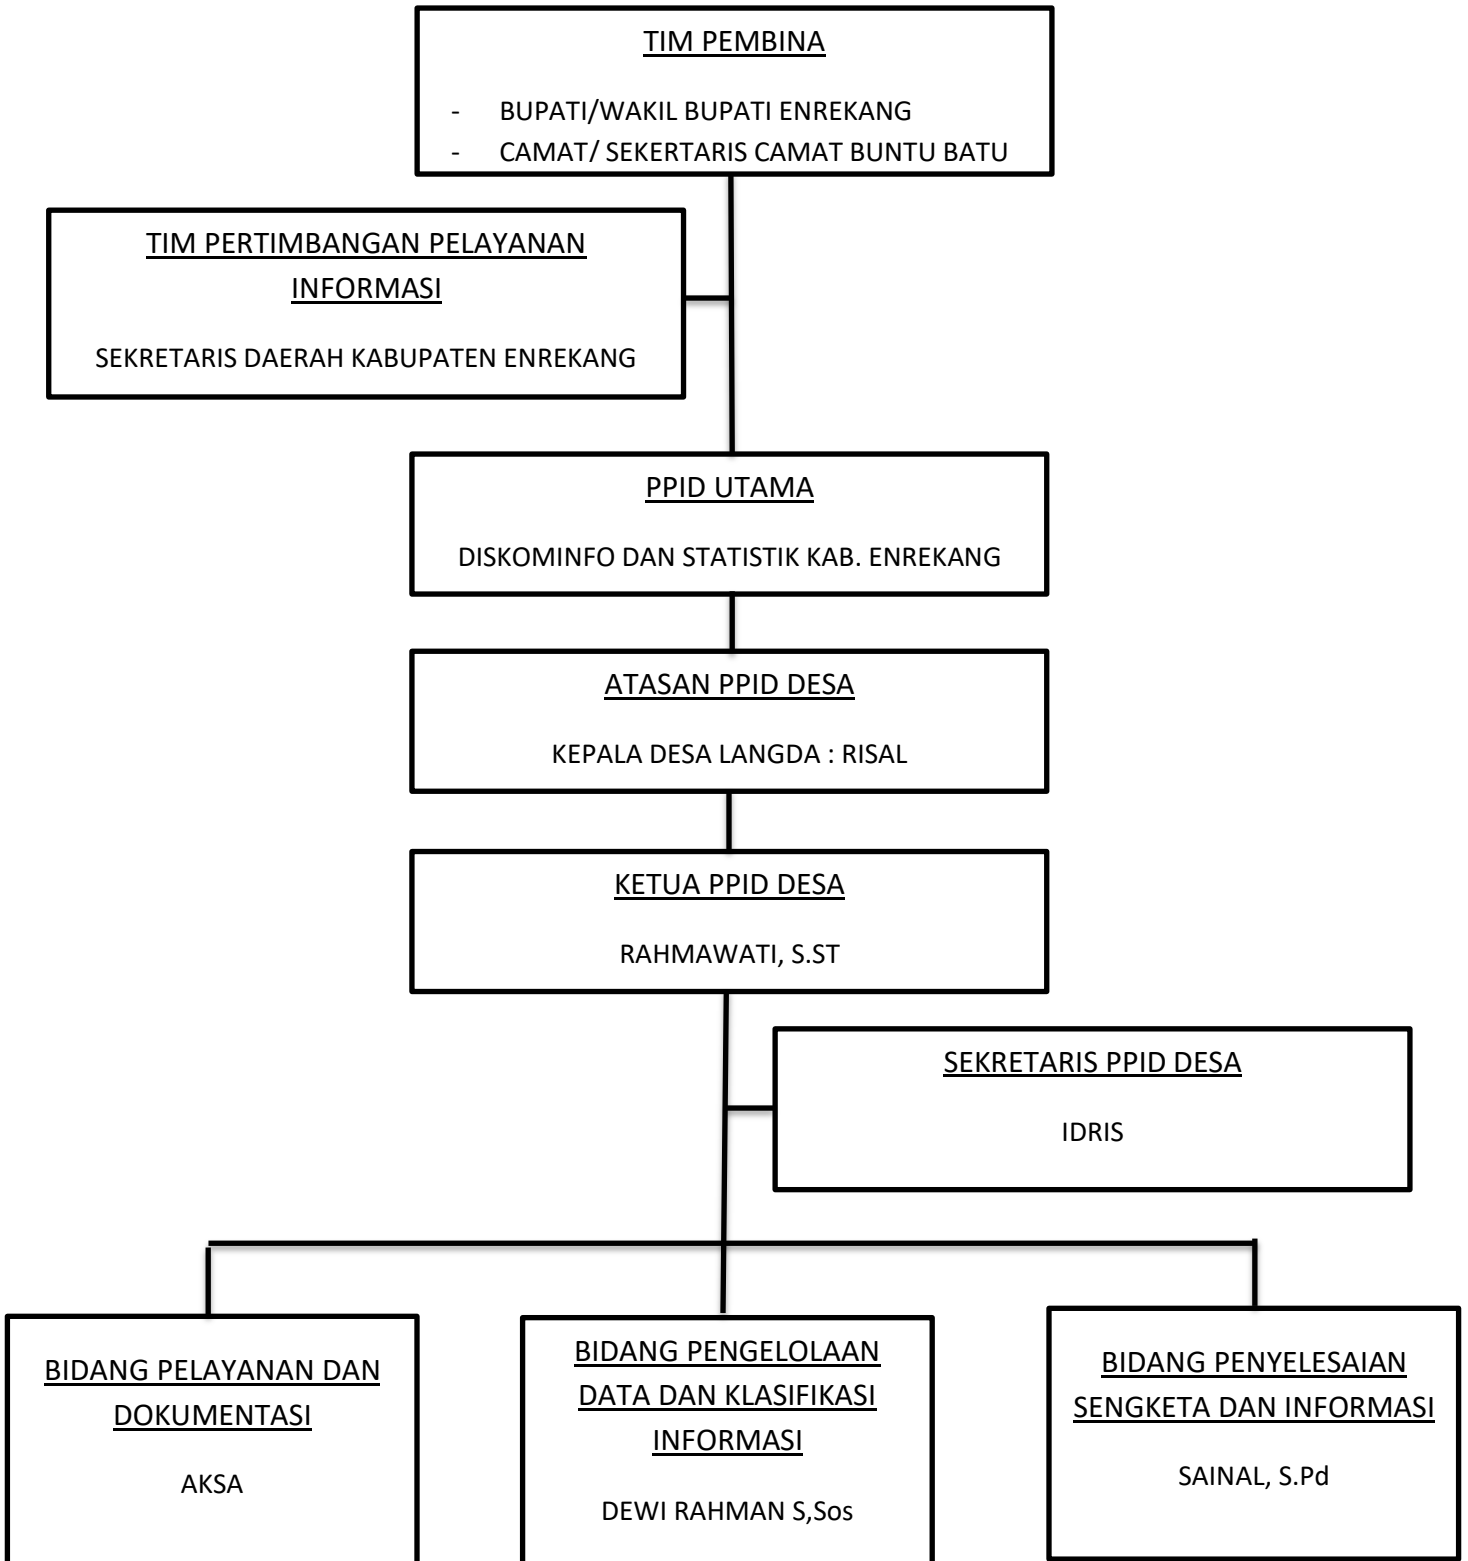 TIM PEMBINA
- BUPATI/WAKIL BUPATI ENREKANG
- CAMAT/ SEKERTARIS CAMAT BUNTU BATU
TIM PERTIMBANGAN PELAYANAN
INFORMASI
SEKRETARIS DAERAH KABUPATEN ENREKANG
PPID UTAMA
DISKOMINFO DAN STATISTIK KAB. ENREKANG
ATASAN PPID DESA
KEPALA DESA LANGDA : RISAL
KETUA PPID DESA
RAHMAWATI, S.ST
SEKRETARIS PPID DESA
IDRIS
BIDANG PELAYANAN DAN
DOKUMENTASI
AKSA
BIDANG PENGELOLAAN
DATA DAN KLASIFIKASI
INFORMASI
DEWI RAHMAN S,Sos
BIDANG PENYELESAIAN
SENGKETA DAN INFORMASI
SAINAL, S.Pd